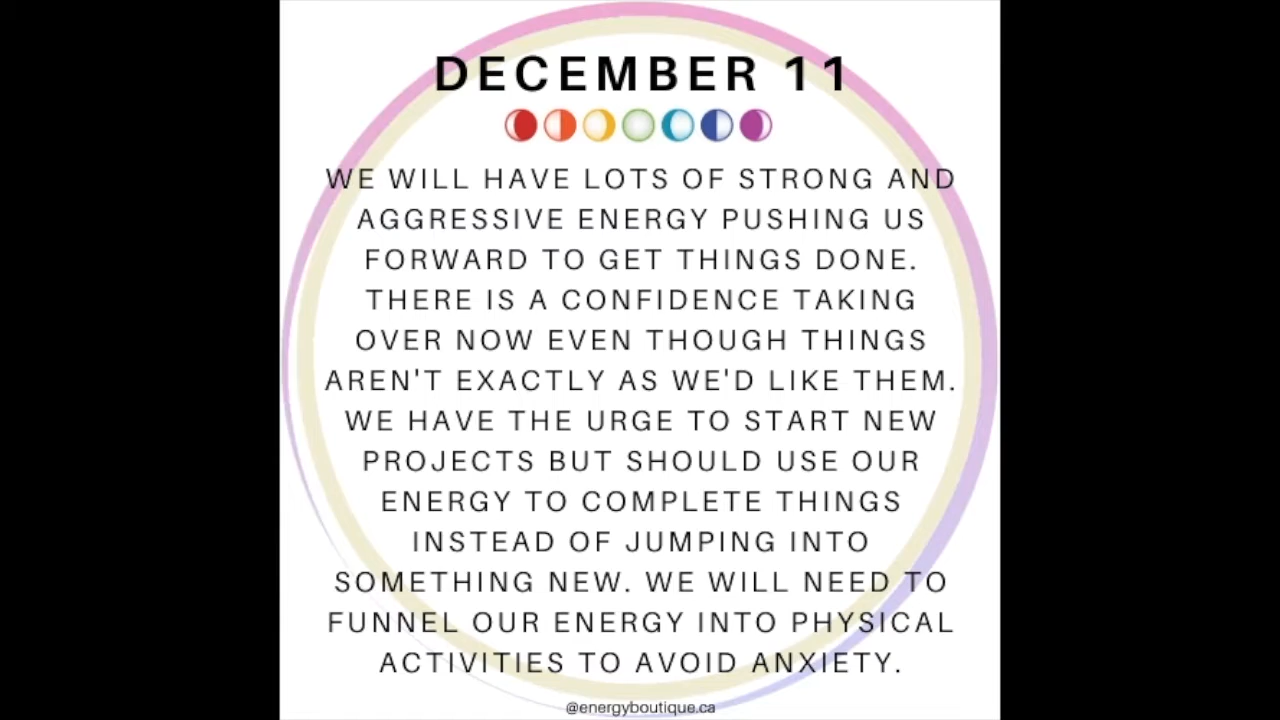 DECEMBER 11
WE WILL HAVE LOTS OF STRONG AND
AGGRESSIVE ENERGY PUSHING US
FORWARD TO GET THINGS DONE.
THERE IS A CONFIDENCE TAKING
OVER NOW EVEN THOUGH THINGS
AREN'T EXACTLY AS WE'D LIKE THEM.
WE HAVE THE URGE TO START NEW
PROJECTS BUT SHOULD USE OUR
ENERGY TO COMPLETE THINGS
INSTEAD OF JUMPING INTO
SOMETHING NEW. WE WILL NEED TO
FUNNEL OUR ENERGY INTO PHYSICAL
ACTIVITIES TO AVOID ANXIETY.
@energyboutique.ca